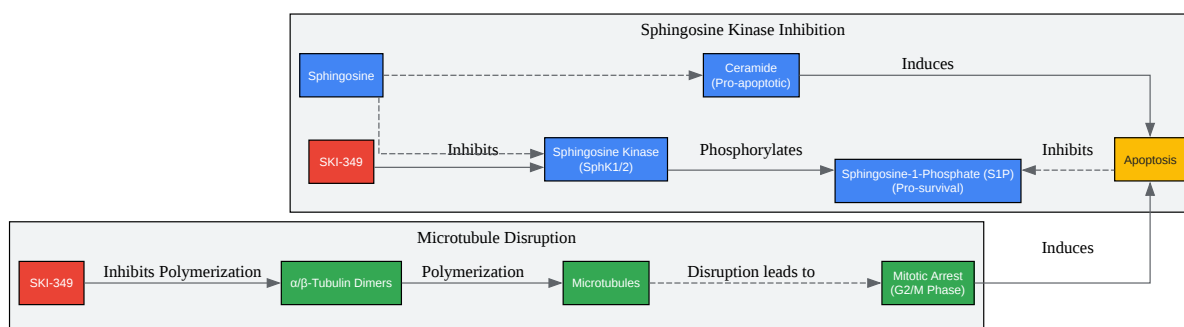 Sphingosine Kinase Inhibition
Sphingosine
Ceramide
(Pro-apoptotic)
Induces
SKI-349
Inhibits
Sphingosine Kinase
(SphK1/2)
Phosphorylates
Sphingosine-1-Phosphate (S1P)
(Pro-survival)
Inhibits
Apoptosis
Microtubule Disruption
SKI-349
Inhibits Polymerization
α/β-Tubulin Dimers
Polymerization
Microtubules
Disruption leads to
Mitotic Arrest
(G2/M Phase)
Induces